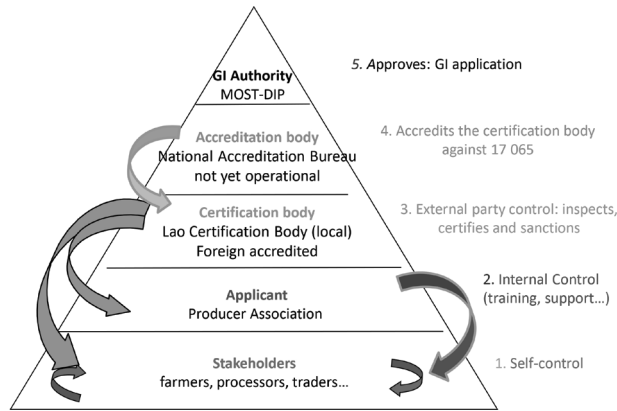 GI Authority
MOST-DIP
5. Approves: GI application
Accreditation body
National Accreditation Bureau
not yet operational
4. Accredits the certification body
against 17 065
Certification body
Lao Certification Body (local)
Foreign accredited
3. External party control: inspects,
certifies and sanctions
Applicant
Producer Association
2. Internal Control
(training, support...)
Stakeholders
farmers, processors, traders...
1. Self-control